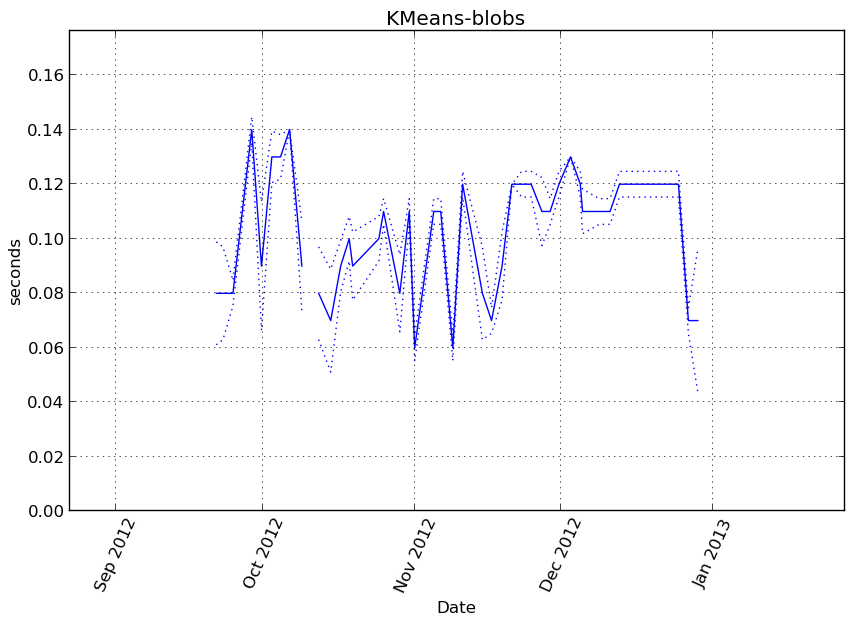 KMeans-blobs
0.16
0.14
0.12
0.10
0.08
0.06
0.04
0.02
0.00
seconds
Sep 2012
Oct 2012
Nov 2012
Dec 2012
Jan 2013
Date